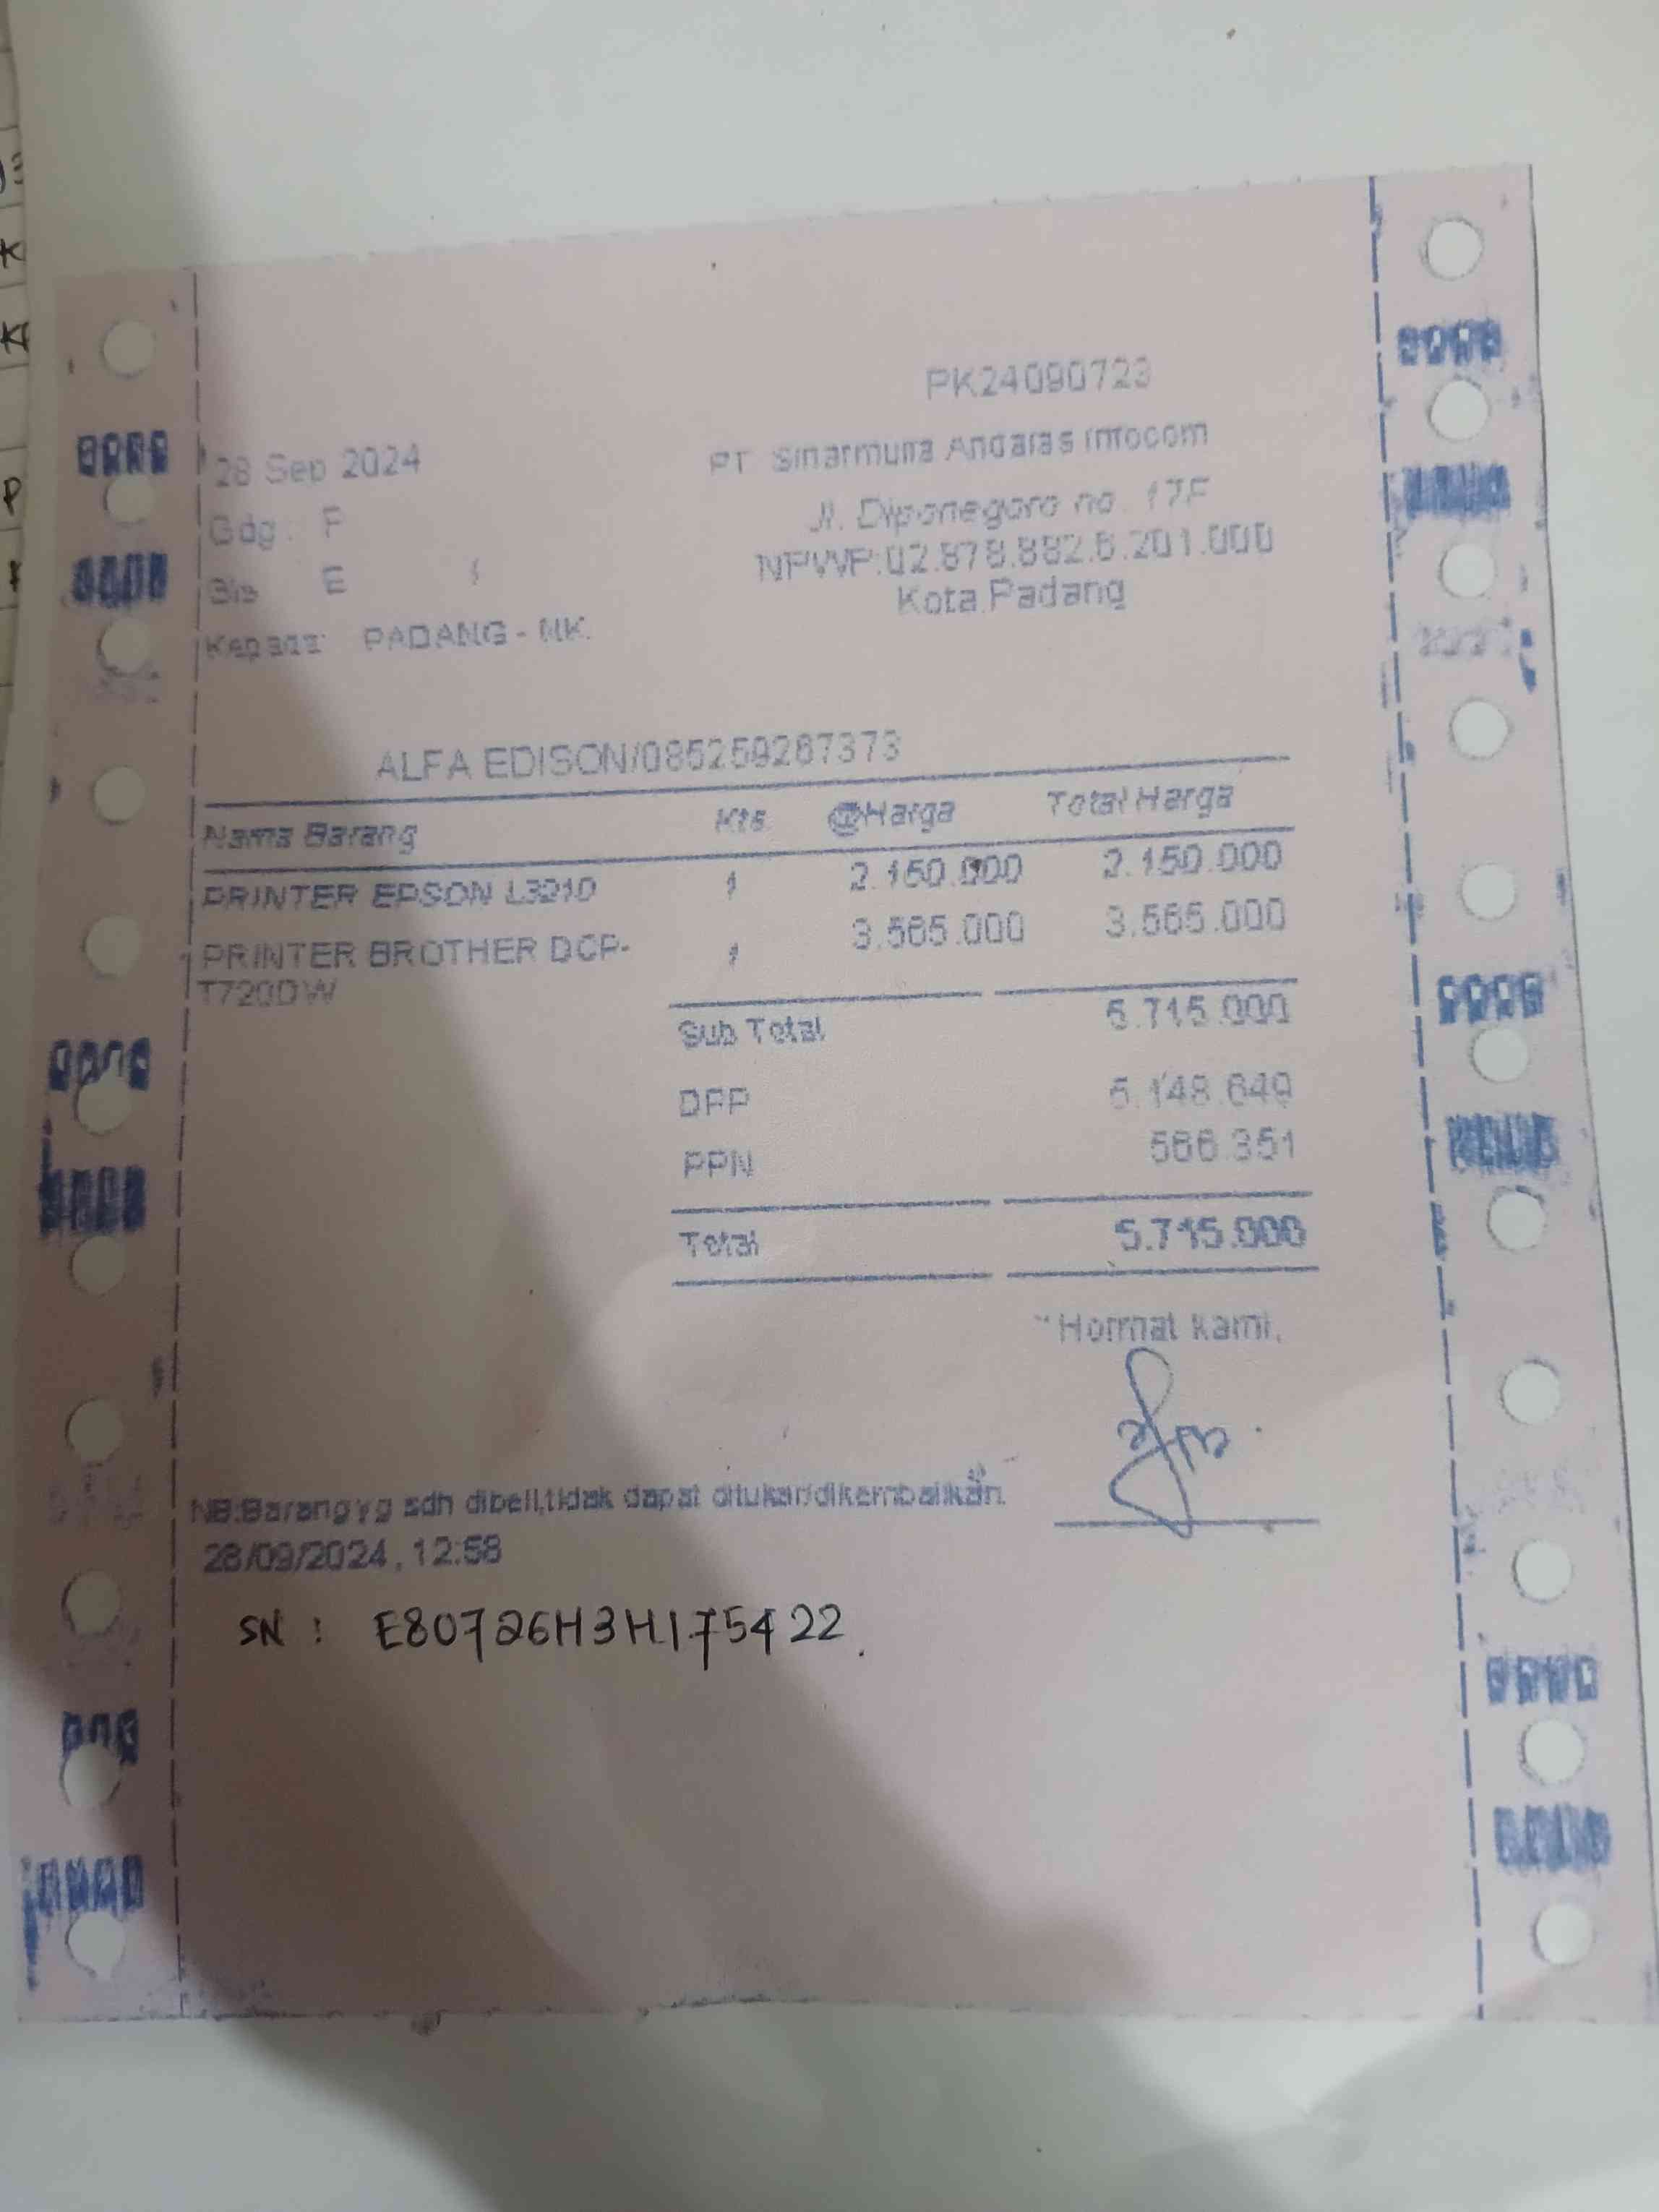 PK24090723
28 Sep 2024
PT Sinarmulia Andalas Infocom
Gdg : F
Jl. Diponegoro no. 17F
Sls E 1
NPWP:02.878.882.6.201.000
Kota Padang
Kepada: PADANG - NK.
ALFA EDISON/085259267373
Nama Barang Kts @Harga Total Harga
PRINTER EPSON L3210 1 2.150.000 2.150.000
PRINTER BROTHER DCP- 1 3.565.000 3.565.000
T720DW
Sub Total 5.715.000
DPP 5.148.649
PPN 566.351
Total 5.715.000
Hormat kami,
NB:Barang yg sdh dibeli,tidak dapat ditukar/dikembalikan.
28/09/2024, 12:58
SN : E80726H3H175422.